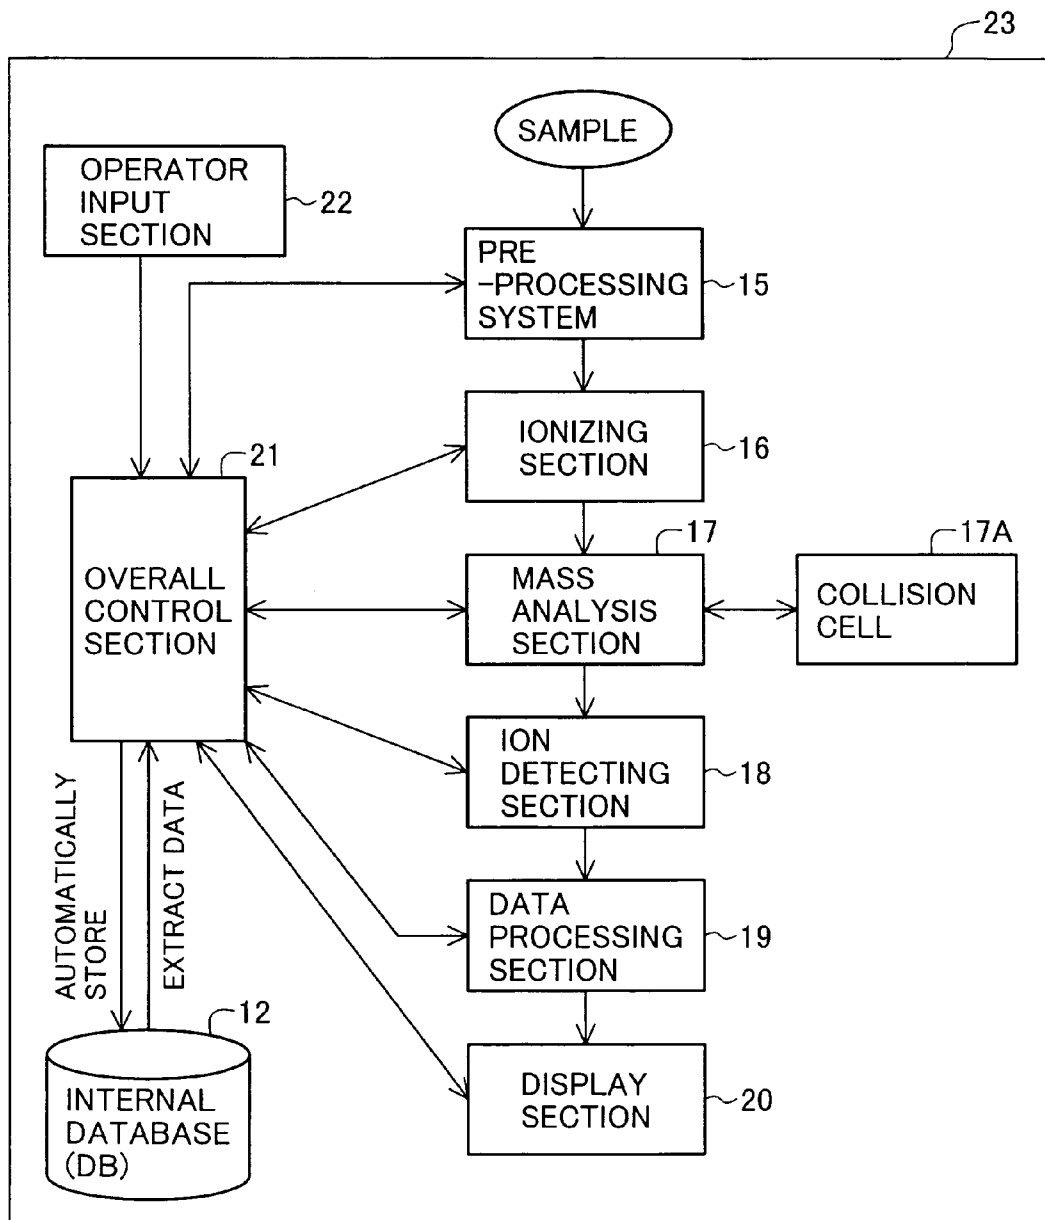 23
SAMPLE
OPERATOR
INPUT
SECTION
22
PRE
-PROCESSING
SYSTEM
15
IONIZING
SECTION
16
21
OVERALL
CONTROL
SECTION
17
MASS
ANALYSIS
SECTION
17A
COLLISION
CELL
ION
DETECTING
SECTION
18
AUTOMATICALLY
STORE
EXTRACT DATA
DATA
PROCESSING
SECTION
19
12
INTERNAL
DATABASE
(DB)
DISPLAY
SECTION
20